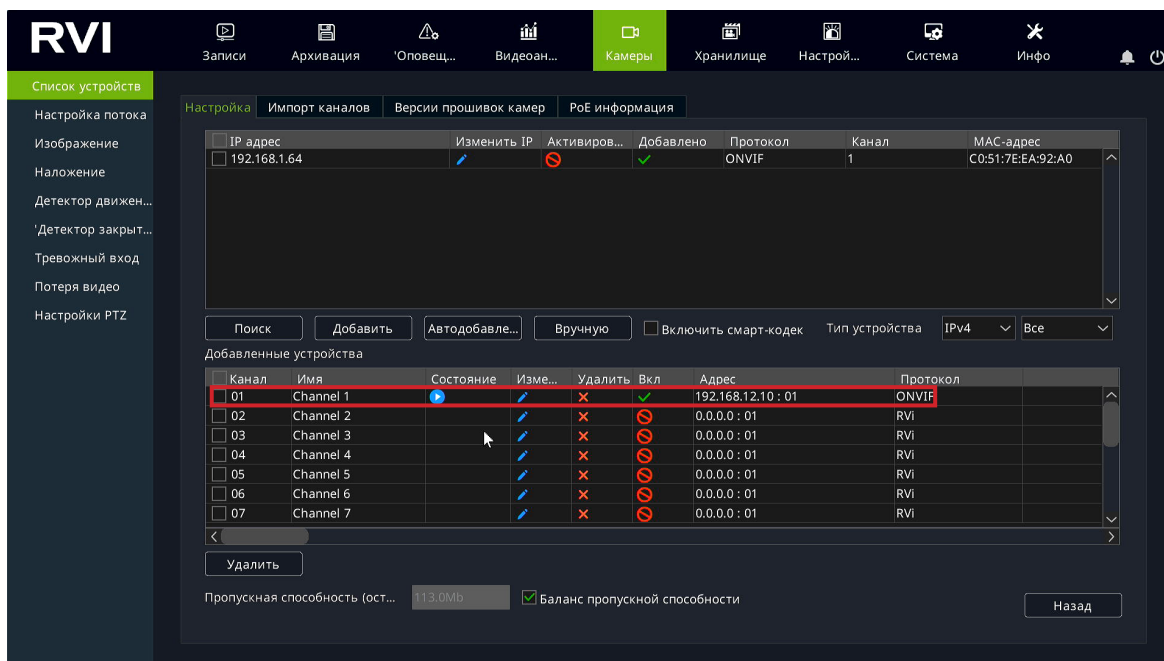 RVI
Записи Архивация 'Оповещ... Видеоан... Камеры Хранилище Настрой... Система Инфо
Список устройств
Настройка потока
Изображение
Наложение
Детектор движен...
'Детектор закрыт...
Тревожный вход
Потеря видео
Настройки PTZ
Настройка Импорт каналов Версии прошивок камер PoE информация
IP адрес Изменить IP Активиров... Добавлено Протокол Канал MAC-адрес
192.168.1.64 ONVIF 1 C0:51:7E:EA:92:A0
Поиск Добавить Автодобавле... Вручную Включить смарт-кодек Тип устройства IPv4 Все
Добавленные устройства
Канал Имя Состояние Изме... Удалить Вкл Адрес Протокол
01 Channel 1 192.168.12.10 : 01 ONVIF
02 Channel 2 0.0.0.0 : 01 RVi
03 Channel 3 0.0.0.0 : 01 RVi
04 Channel 4 0.0.0.0 : 01 RVi
05 Channel 5 0.0.0.0 : 01 RVi
06 Channel 6 0.0.0.0 : 01 RVi
07 Channel 7 0.0.0.0 : 01 RVi
Удалить
Пропускная способность (ост... 113.0Mb Баланс пропускной способности
Назад